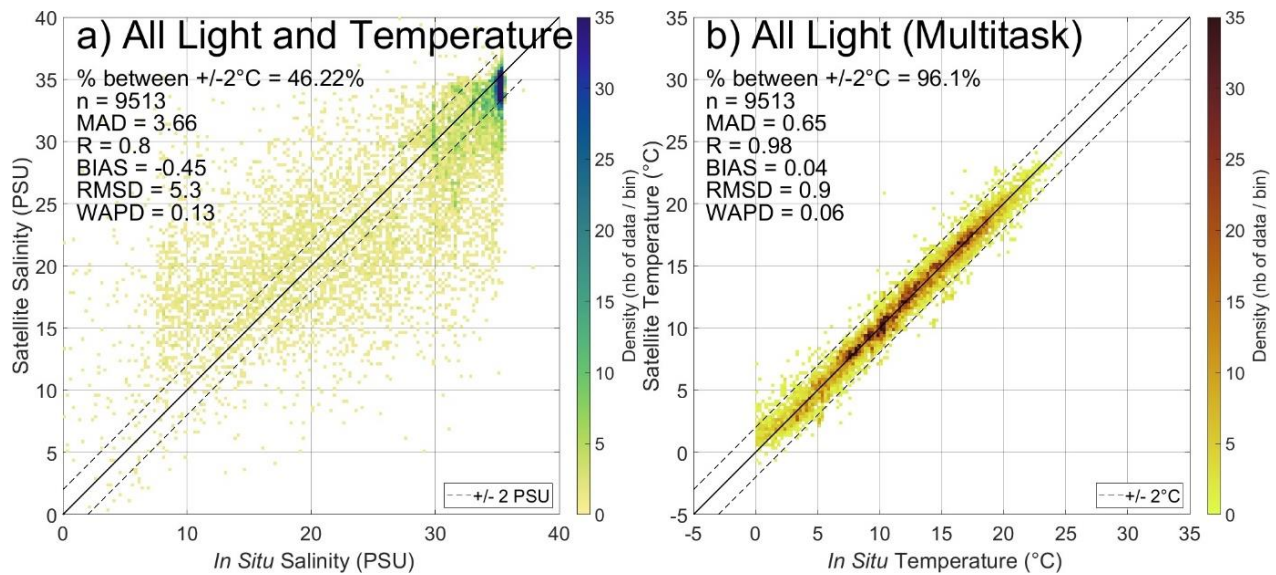 a) All Light and Temperature
% between +/-2°C = 46.22%
n = 9513
MAD = 3.66
R = 0.8
BIAS = -0.45
RMSD = 5.3
WAPD = 0.13
40
35
30
25
20
15
10
5
0
Satellite Salinity (PSU)
+/- 2 PSU
0 10 20 30 40
In Situ Salinity (PSU)
35
30
25
20
15
10
5
0
Density (nb of data / bin)
b) All Light (Multitask)
% between +/-2°C = 96.1%
n = 9513
MAD = 0.65
R = 0.98
BIAS = 0.04
RMSD = 0.9
WAPD = 0.06
35
30
25
20
15
10
5
0
-5
Satellite Temperature (°C)
+/- 2°C
-5 0 5 10 15 20 25 30 35
In Situ Temperature (°C)
35
30
25
20
15
10
5
0
Density (nb of data / bin)